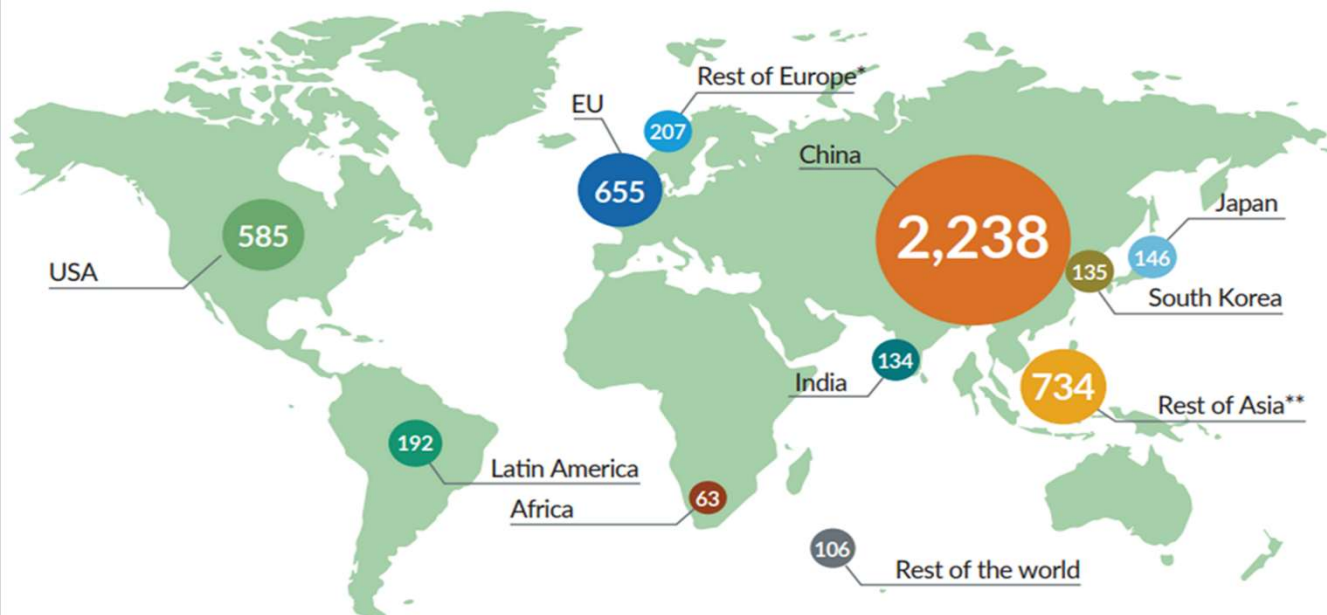 Rest of Europe*
EU
207
China
655
2,238
Japan
585
146
135
USA
South Korea
134
India
734
Rest of Asia**
192
Latin America
63
Africa
106
Rest of the world